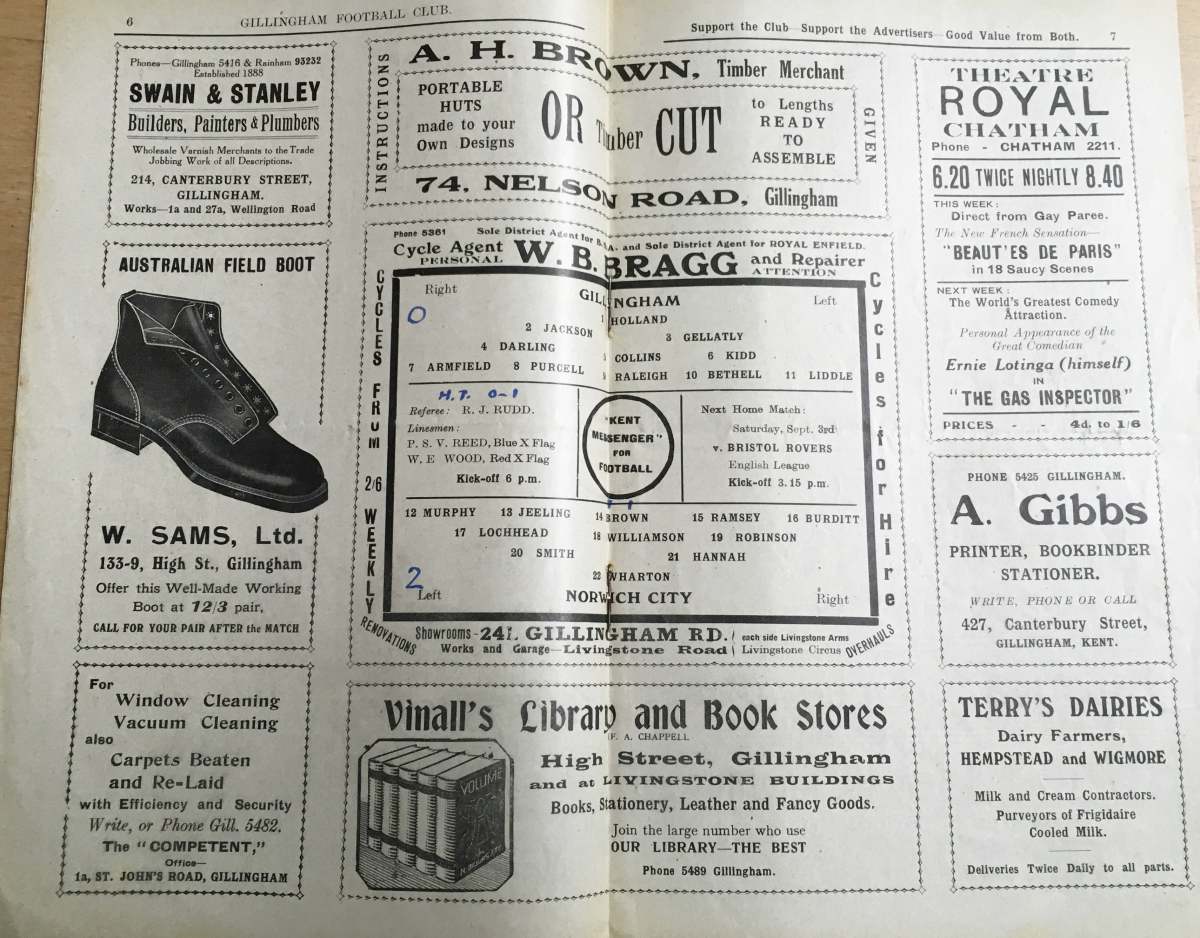 6
GILLINGHAM FOOTBALL CLUB.
Support the Club—Support the Advertisers—Good Value from Both.
7
Phones—Gillingham 5416 & Rainham 93232
Established 1888
SWAIN & STANLEY
Builders, Painters & Plumbers
Wholesale Varnish Merchants to the Trade
Jobbing Work of all Descriptions.
214, CANTERBURY STREET,
GILLINGHAM.
Works—1a and 27a, Wellington Road
AUSTRALIAN FIELD BOOT
W. SAMS, Ltd.
133-9, High St., Gillingham
Offer this Well-Made Working
Boot at 12/3 pair,
CALL FOR YOUR PAIR AFTER the MATCH
For
Window Cleaning
Vacuum Cleaning
also
Carpets Beaten
and Re-Laid
with Efficiency and Security
Write, or Phone Gill. 5482.
The "COMPETENT,"
Office—
1a, ST. JOHN'S ROAD, GILLINGHAM
A. H. BROWN, Timber Merchant
INSTRUCTIONS
PORTABLE
HUTS
made to your
Own Designs
OR Timber CUT
to Lengths
READY
TO
ASSEMBLE
GIVEN
74, NELSON ROAD, Gillingham
Phone 5361 Sole District Agent for B.S.A. and Sole District Agent for ROYAL ENFIELD.
Cycle Agent W. B. BRAGG and Repairer
PERSONAL ATTENTION
CYCLES FROM 2/6 WEEKLY
Cycles for Hire
Right GILLINGHAM Left
0
1 HOLLAND
2 JACKSON 3 GELLATLY
4 DARLING 5 COLLINS 6 KIDD
7 ARMFIELD 8 PURCELL 9 RALEIGH 10 BETHELL 11 LIDDLE
H.T. 0-1
Referee: R. J. RUDD.
Linesmen:
P. S. V. REED, Blue X Flag
W. E WOOD, Red X Flag
Kick-off 6 p.m.
"KENT
MESSENGER"
FOR
FOOTBALL
Next Home Match:
Saturday, Sept. 3rd
v. BRISTOL ROVERS
English League
Kick-off 3.15 p.m.
12 MURPHY 13 JEELING 14 BROWN 15 RAMSEY 16 BURDITT
17 LOCHHEAD 18 WILLIAMSON 19 ROBINSON
20 SMITH 21 HANNAH
22 WHARTON
2
Left NORWICH CITY Right
RENOVATIONS
Showrooms - 241, GILLINGHAM RD. each side Livingstone Arms
Works and Garage—Livingstone Road Livingstone Circus
OVERHAULS
Vinall's Library and Book Stores
F. A. CHAPPELL
VOLUME
High Street, Gillingham
and at LIVINGSTONE BUILDINGS
Books, Stationery, Leather and Fancy Goods.
Join the large number who use
OUR LIBRARY—THE BEST
Phone 5489 Gillingham.
THEATRE
ROYAL
CHATHAM
Phone - CHATHAM 2211.
6.20 TWICE NIGHTLY 8.40
THIS WEEK:
Direct from Gay Paree.
The New French Sensation—
"BEAUT'ES DE PARIS"
in 18 Saucy Scenes
NEXT WEEK:
The World's Greatest Comedy
Attraction.
Personal Appearance of the
Great Comedian
Ernie Lotinga (himself)
IN
"THE GAS INSPECTOR"
PRICES - - 4d. to 1/6
PHONE 5425 GILLINGHAM.
A. Gibbs
PRINTER, BOOKBINDER
STATIONER.
WRITE, PHONE OR CALL
427, Canterbury Street,
GILLINGHAM, KENT.
TERRY'S DAIRIES
Dairy Farmers,
HEMPSTEAD and WIGMORE
Milk and Cream Contractors.
Purveyors of Frigidaire
Cooled Milk.
Deliveries Twice Daily to all parts.